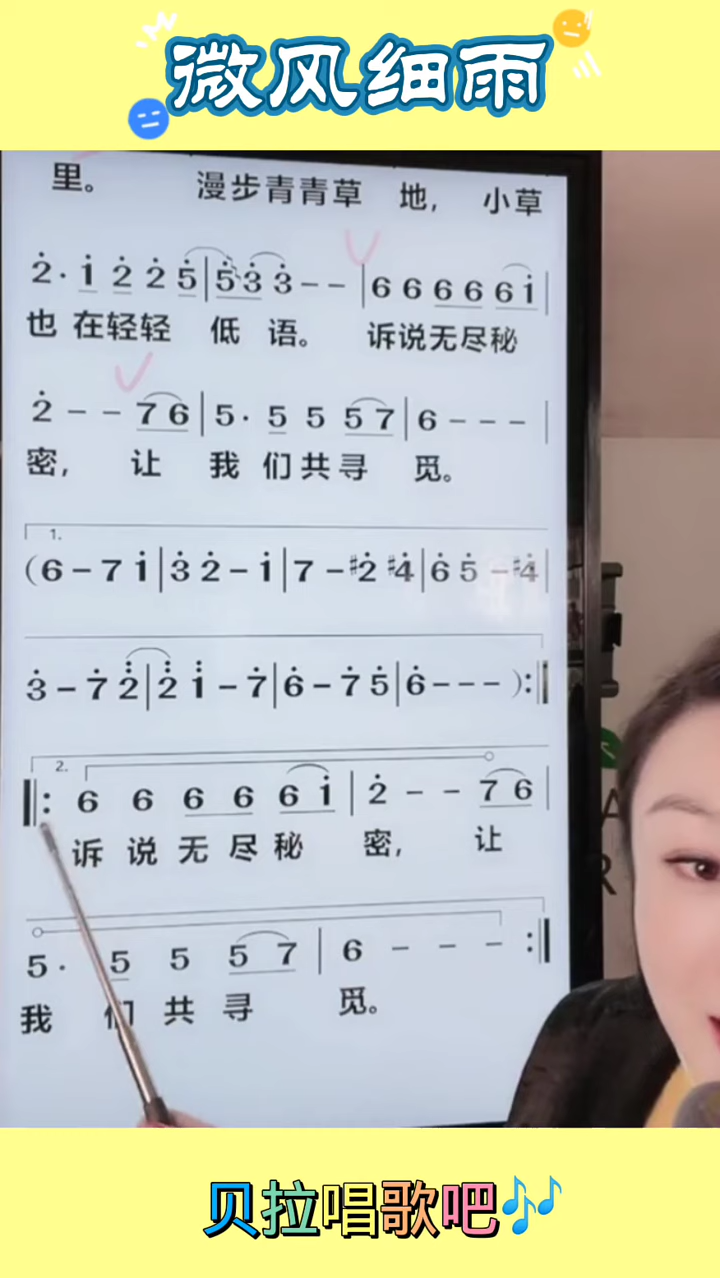 微风细雨
里。 漫步青青草 地, 小草
2̇ · 1̇ 2̇ 2̇ 5̇ | 5̇ 3̇ 3̇ - - | 6 6 6 6 6 1̇ |
也 在轻轻 低 语。 诉说无尽秘
2̇ - - 7 6 | 5 · 5 5 5 7 | 6 - - - |
密, 让 我 们共寻 觅。
1.
( 6 - 7 1̇ | 3̇ 2̇ - 1̇ | 7 - #2̇ #4̇ | 6̇ 5̇ - #4̇ |
3̇ - 7̇ 2̈ | 2̈ 1̈ - 7̇ | 6̇ - 7̇ 5̇ | 6̇ - - - ) :‖
2.
‖: 6 6 6 6 6 1̇ | 2̇ - - 7 6 |
诉 说 无 尽 秘 密, 让
5 · 5 5 5 7 | 6 - - - :‖
我 们 共 寻 觅。
贝拉唱歌吧